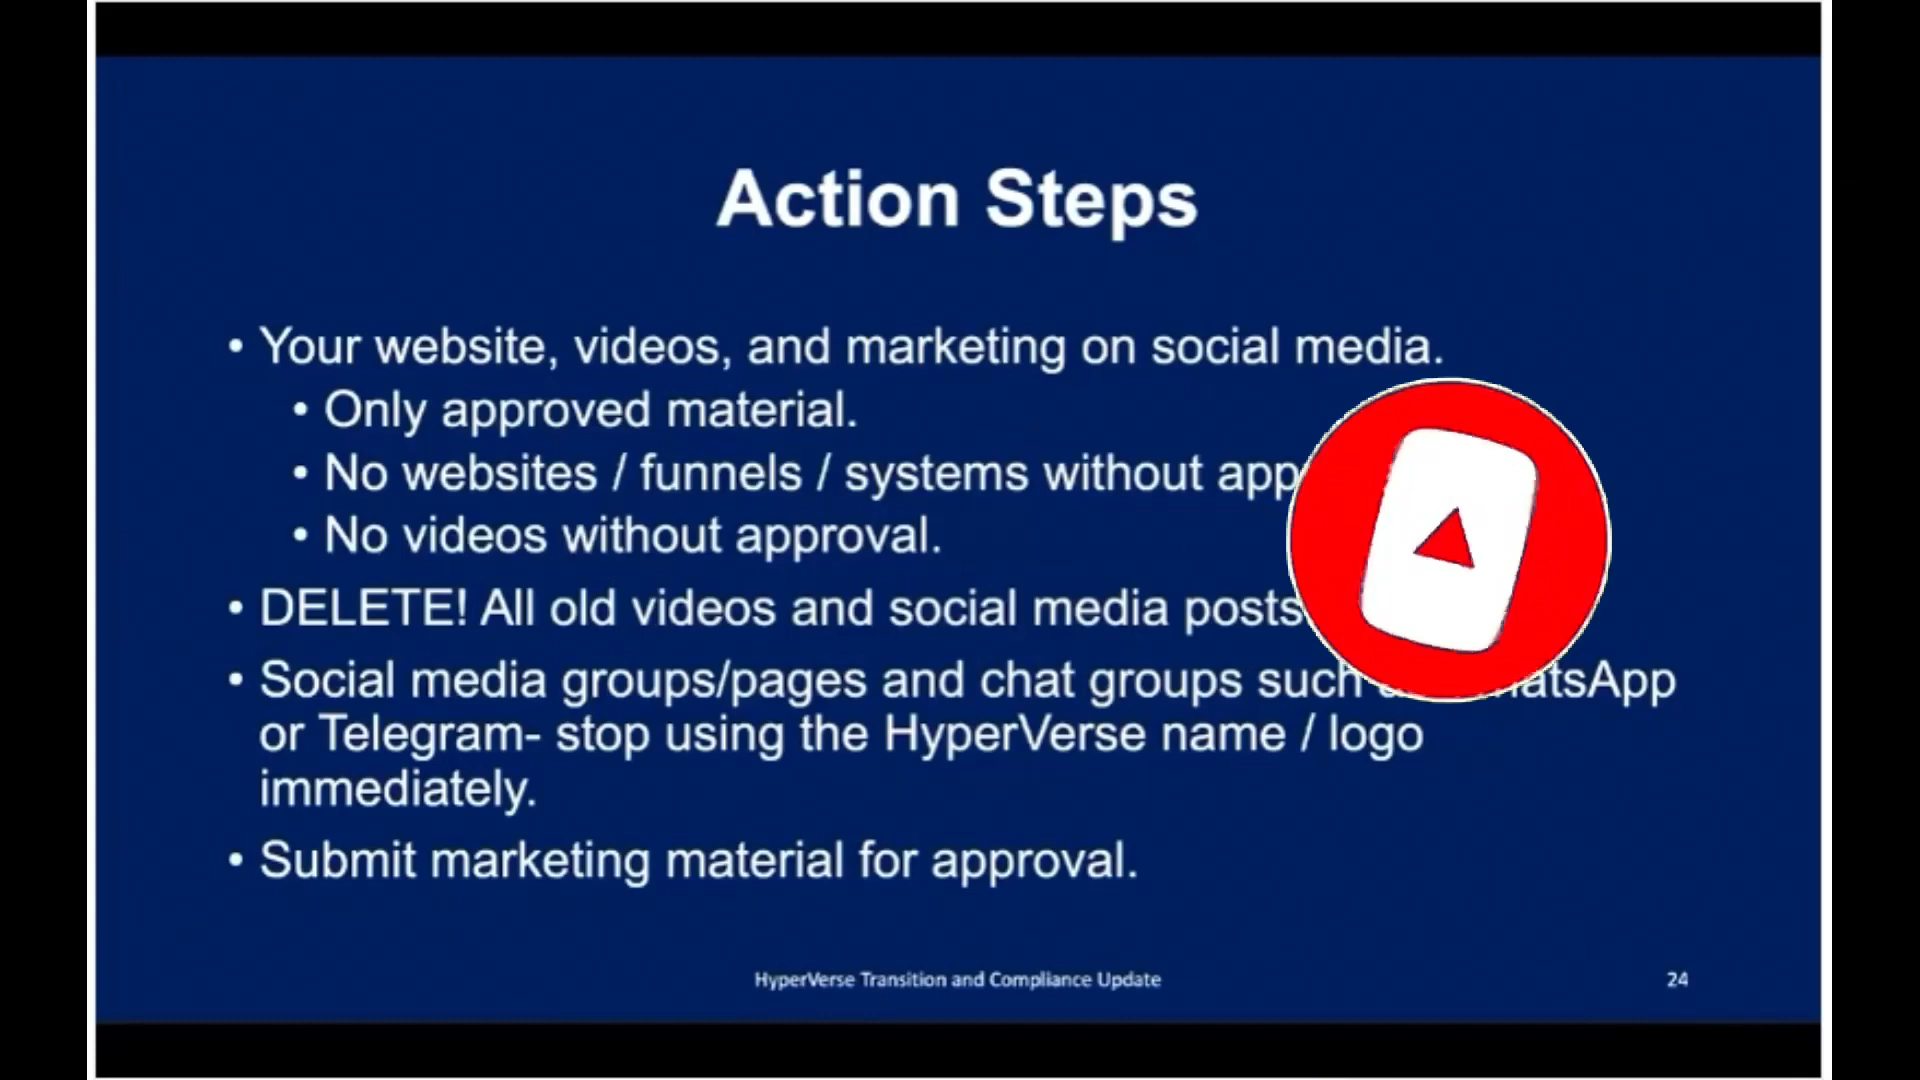 Action Steps
• Your website, videos, and marketing on social media.
• Only approved material.
• No websites / funnels / systems without
• No videos without approval.
• DELETE! All old videos and social media posts
• Social media groups/pages and chat groups such
or Telegram- stop using the HyperVerse name / logo
immediately.
• Submit marketing material for approval.
HyperVerse Transition and Compliance Update
24